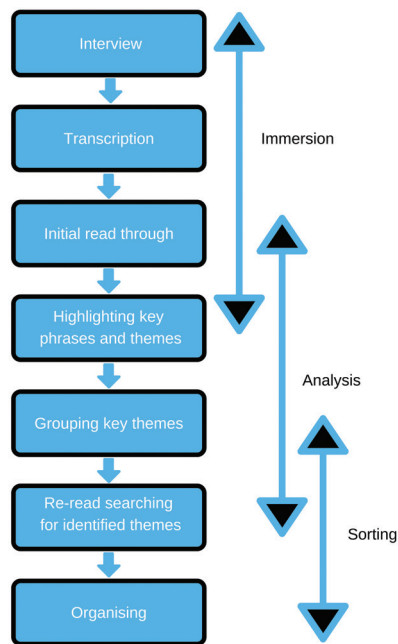 Interview
Transcription
Immersion
Initial read through
Highlighting key
phrases and themes
Analysis
Grouping key themes
Re-read searching
for identified themes
Sorting
Organising